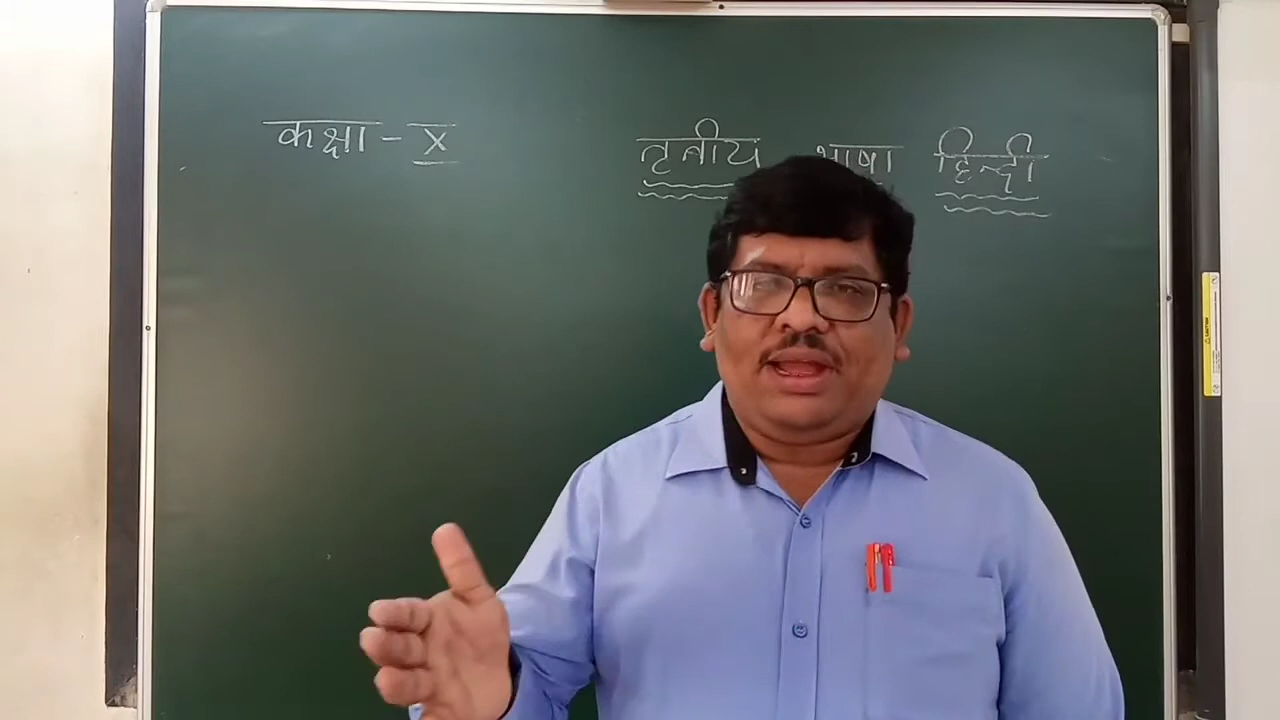 कक्षा - X
तृतीय भाषा हिन्दी